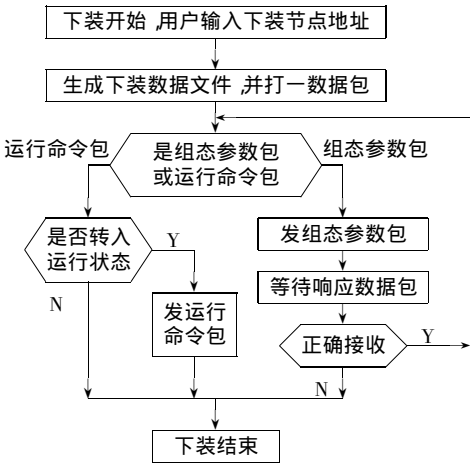 下装开始,用户输入下装节点地址
生成下装数据文件,并打一数据包
运行命令包
是组态参数包
或运行命令包
组态参数包
是否转入
运行状态
Y
N
发运行
命令包
发组态参数包
等待响应数据包
正确接收
Y
N
下装结束